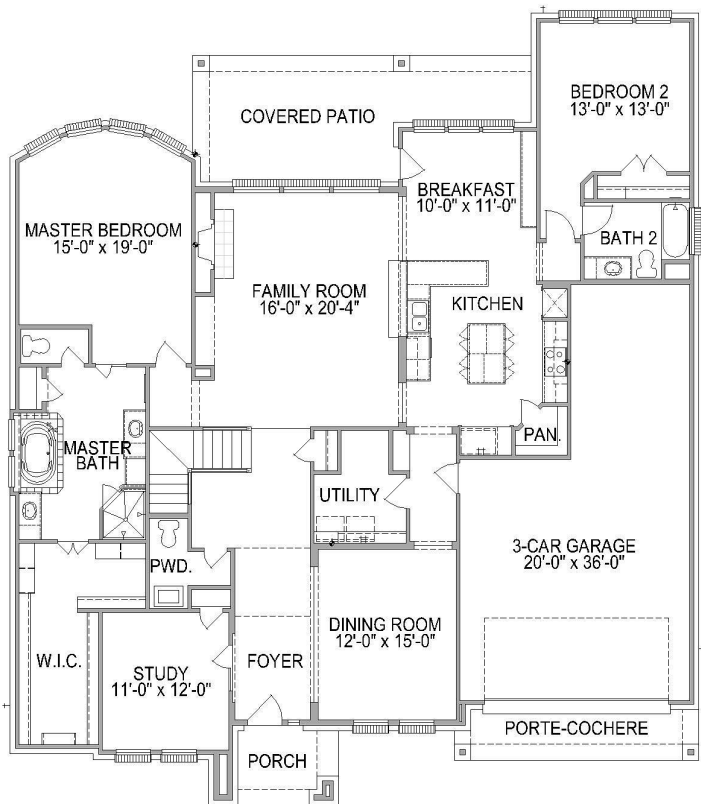 BEDROOM 2
13'-0" x 13'-0"
COVERED PATIO
BREAKFAST
10'-0" x 11'-0"
MASTER BEDROOM
15'-0" x 19'-0"
BATH 2
FAMILY ROOM
16'-0" x 20'-4"
KITCHEN
PAN.
MASTER
BATH
UTILITY
3-CAR GARAGE
20'-0" x 36'-0"
PWD.
DINING ROOM
12'-0" x 15'-0"
FOYER
W.I.C.
STUDY
11'-0" x 12'-0"
PORTE-COCHERE
PORCH